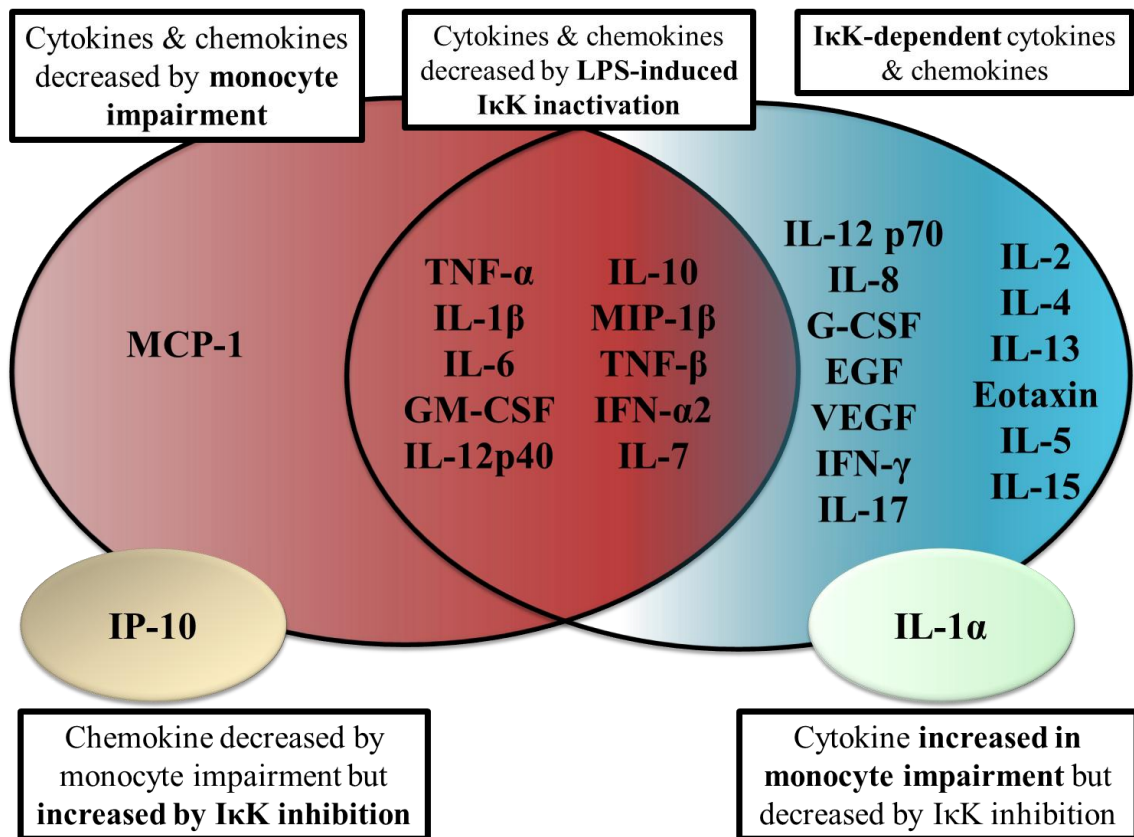 Cytokines & chemokines
decreased by monocyte
impairment
Cytokines & chemokines
decreased by LPS-induced
IκK inactivation
IκK-dependent cytokines
& chemokines
MCP-1
TNF-α
IL-1β
IL-6
GM-CSF
IL-12p40
IL-10
MIP-1β
TNF-β
IFN-α2
IL-7
IL-12 p70
IL-8
G-CSF
EGF
VEGF
IFN-γ
IL-17
IL-2
IL-4
IL-13
Eotaxin
IL-5
IL-15
IP-10
IL-1α
Chemokine decreased by
monocyte impairment but
increased by IκK inhibition
Cytokine increased in
monocyte impairment but
decreased by IκK inhibition